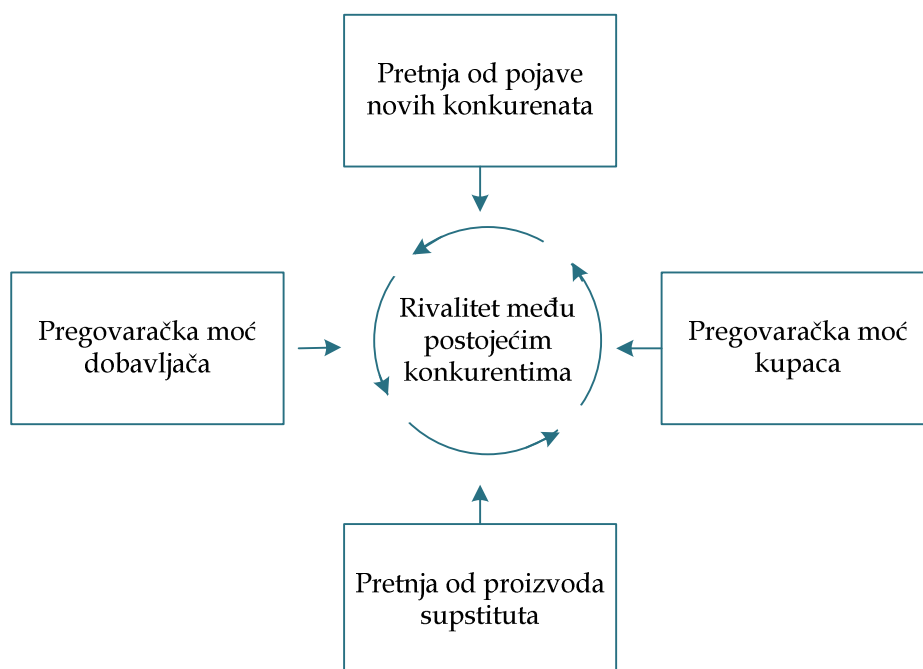 Pretnja od pojave
novih konkurenata
Pregovaračka moć
dobavljača
Rivalitet među
postojećim
konkurentima
Pregovaračka moć
kupaca
Pretnja od proizvoda
supstituta